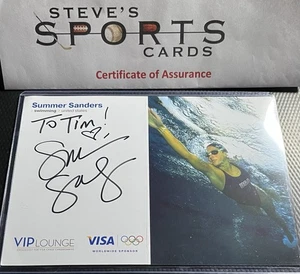 STEVE'S
SPORTS
CARDS
Certificate of Assurance
Summer Sanders
swimming | united states
TO TIM!
VIP LOUNGE
VISA
WORLDWIDE SPONSOR